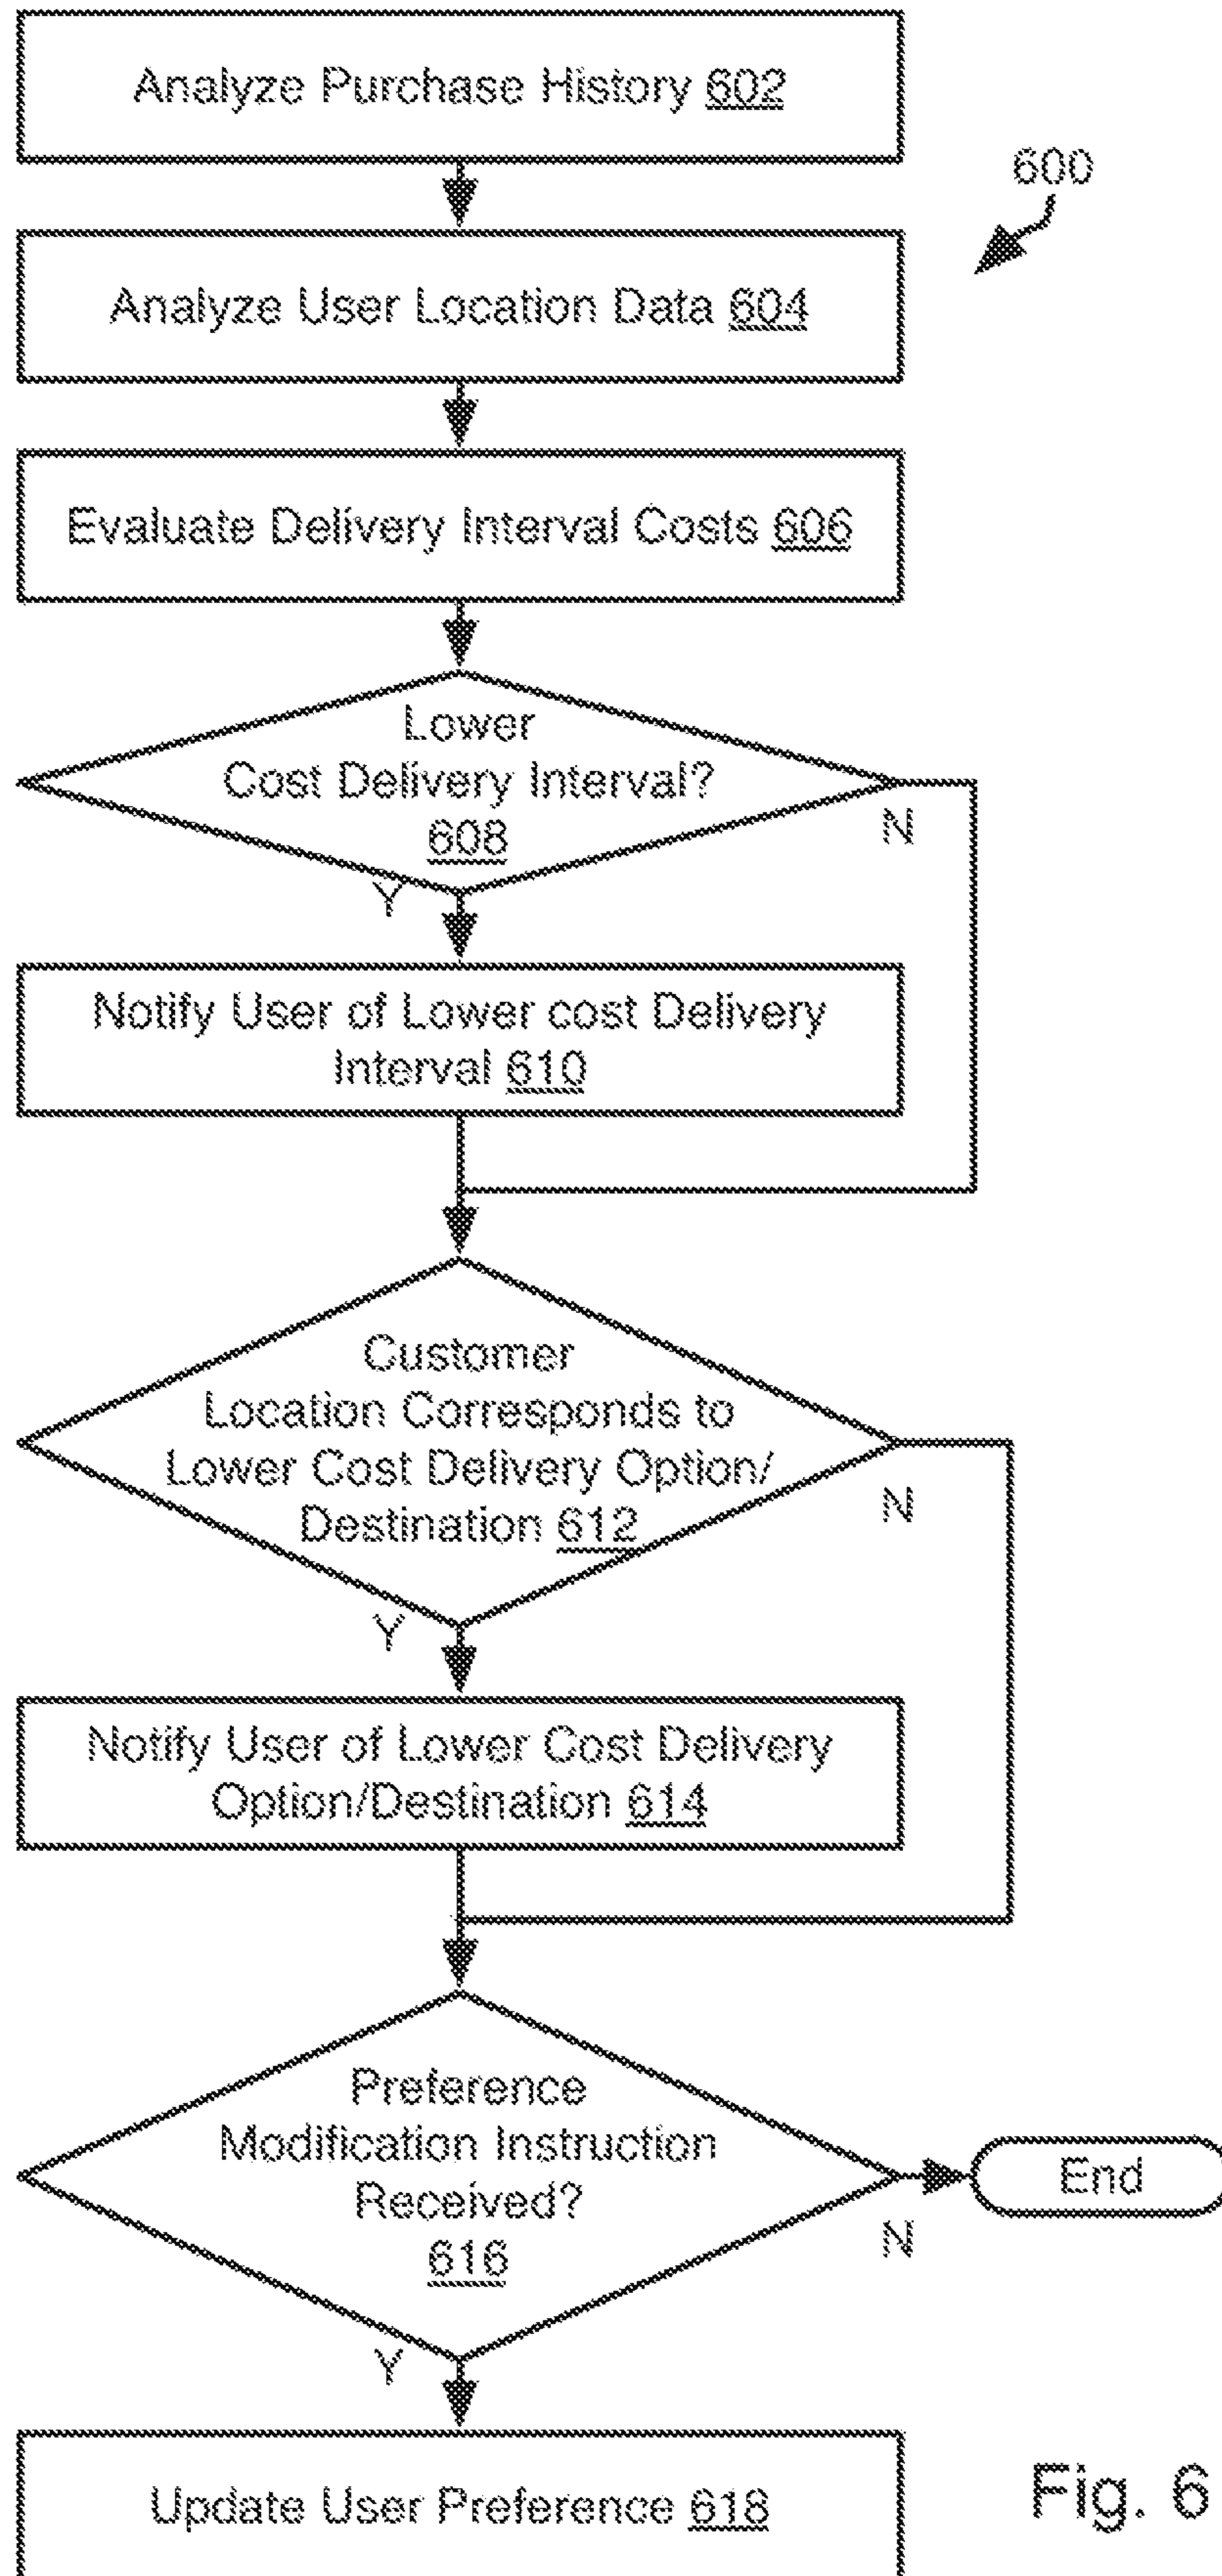 Analyze Purchase History 602
600
Analyze User Location Data 604
Evaluate Delivery Interval Costs 606
Lower
Cost Delivery Interval?
608
N
Y
Notify User of Lower cost Delivery
Interval 610
Customer
Location Corresponds to
Lower Cost Delivery Option/
Destination 612
N
Y
Notify User of Lower Cost Delivery
Option/Destination 614
Preference
Modification Instruction
Received?
616
End
N
Y
Update User Preference 618
Fig. 6